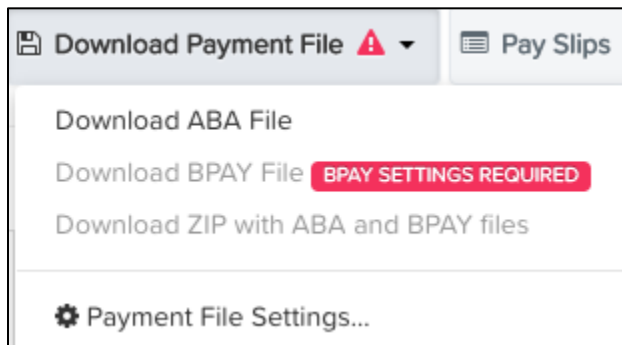 Download Payment File
Pay Slips
Download ABA File
Download BPAY File BPAY SETTINGS REQUIRED
Download ZIP with ABA and BPAY files
Payment File Settings...